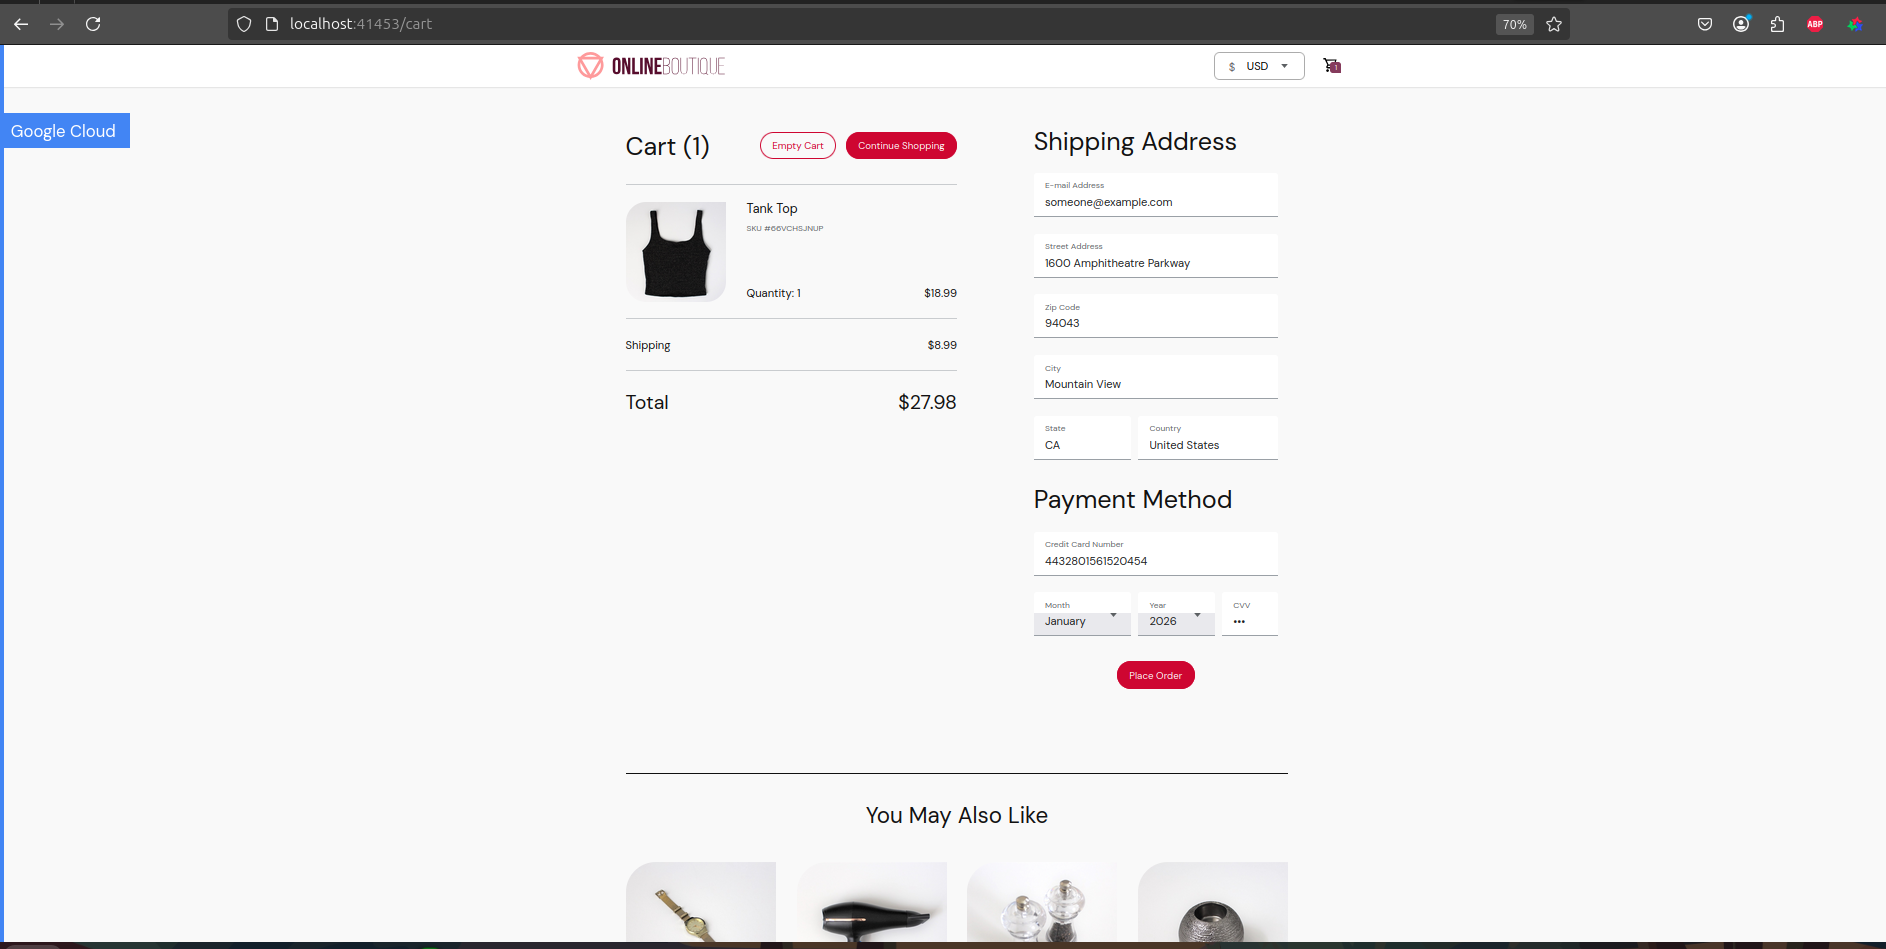 localhost:41453/cart
70%
ABP
ONLINEBOUTIQUE
$ USD
1
Google Cloud
Cart (1)
Empty Cart
Continue Shopping
Tank Top
SKU #66VCHSJNUP
Quantity: 1
$18.99
Shipping
$8.99
Total
$27.98
Shipping Address
E-mail Address
someone@example.com
Street Address
1600 Amphitheatre Parkway
Zip Code
94043
City
Mountain View
State
CA
Country
United States
Payment Method
Credit Card Number
4432801561520454
Month
January
Year
2026
CVV
•••
Place Order
You May Also Like